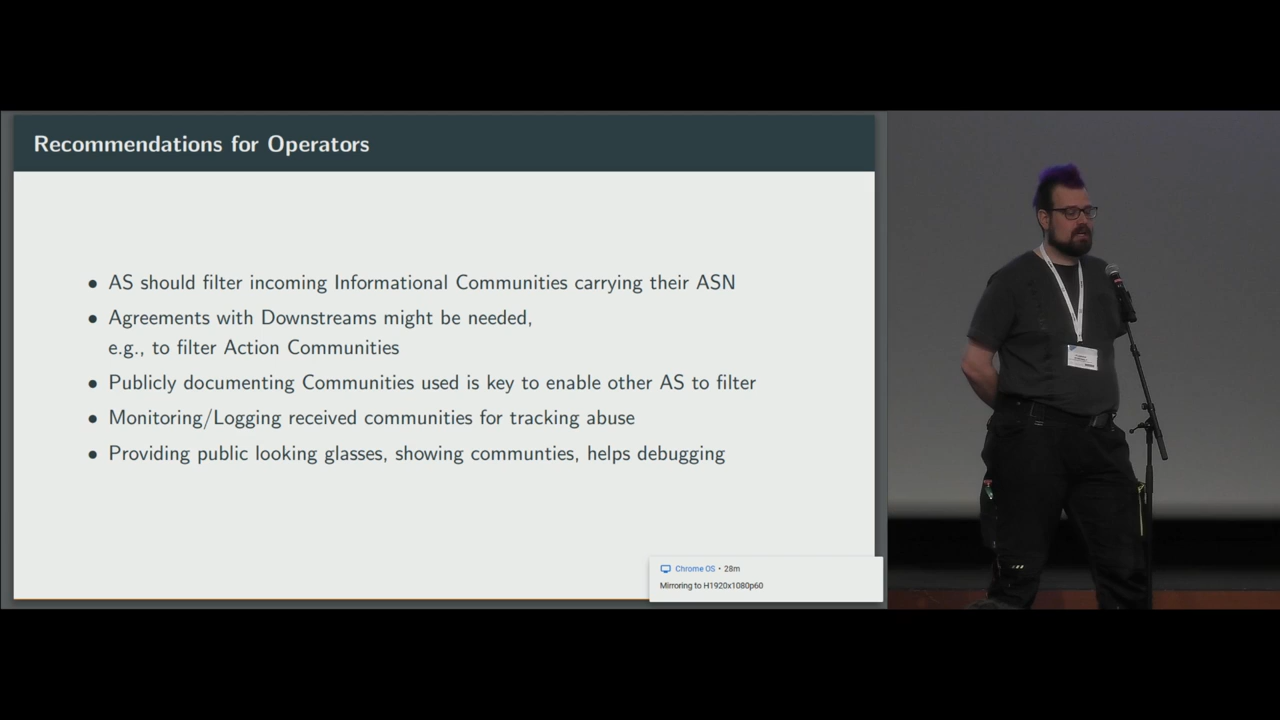 Recommendations for Operators
• AS should filter incoming Informational Communities carrying their ASN
• Agreements with Downstreams might be needed,
e.g., to filter Action Communities
• Publicly documenting Communities used is key to enable other AS to filter
• Monitoring/Logging received communities for tracking abuse
• Providing public looking glasses, showing communties, helps debugging
Chrome OS • 28m
Mirroring to H1920x1080p60